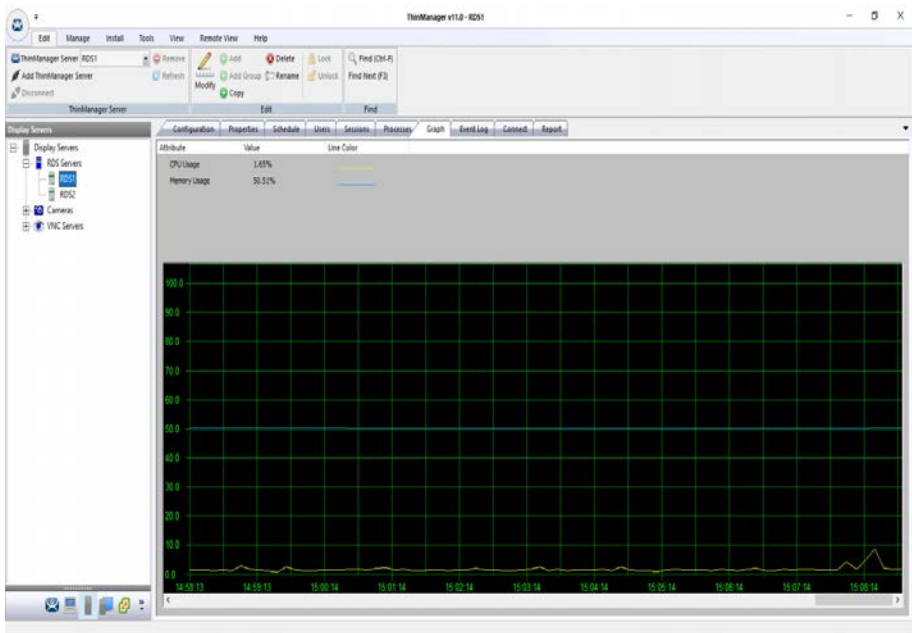 ThinManager v11.0 - RDS1
Edit Manage Install Tools View Remote View Help
ThinManager Server RDS1 Remove Add Delete Lock Find (Ctrl-F)
Add ThinManager Server Refresh Modify Add Group Rename Unlock Find Next (F3)
Disconnect Copy
ThinManager Server Edit Find
Display Servers Configuration Properties Schedule Users Sessions Processes Graph Event Log Connect Report
Display Servers
RDS Servers
RDS1
RDS2
Cameras
VNC Servers
Attribute Value Line Color
CPU Usage 1.65%
Memory Usage 50.51%
100.0
90.0
80.0
70.0
60.0
50.0
40.0
30.0
20.0
10.0
0.0
14:58:13 14:59:13 15:00:14 15:01:14 15:02:14 15:03:14 15:04:14 15:05:14 15:06:14 15:07:14 15:08:14